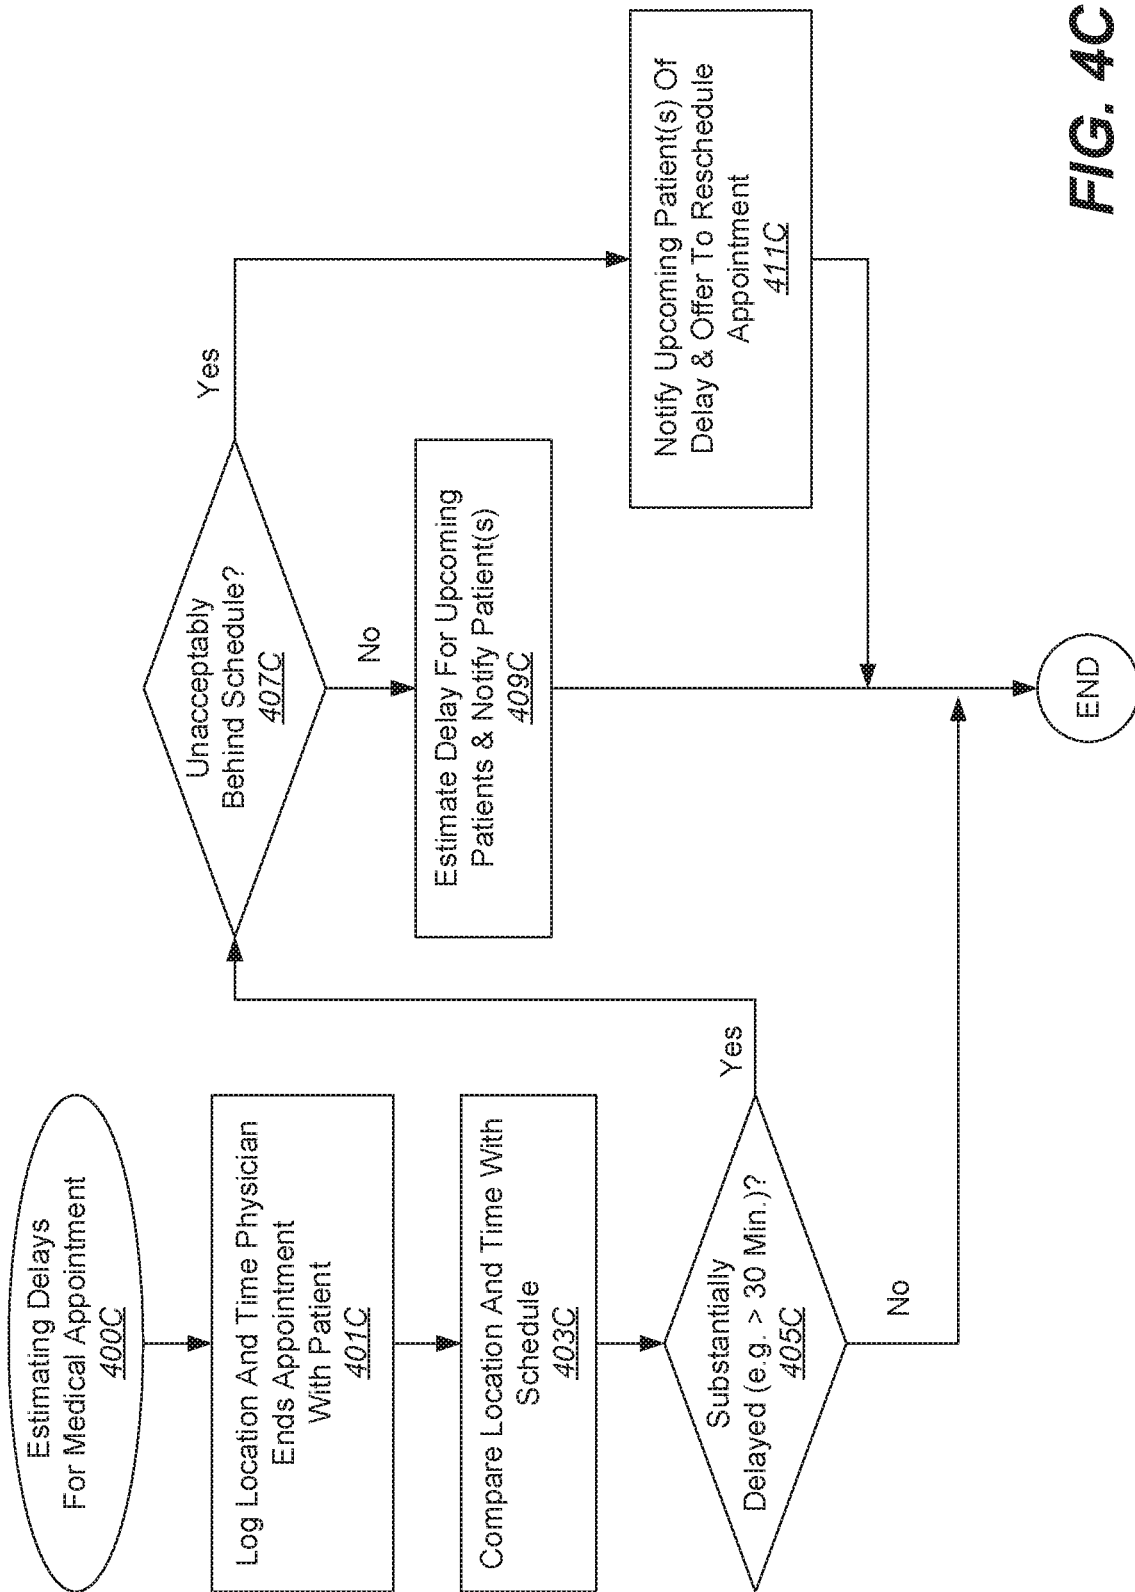 Estimating Delays
For Medical Appointment
400C
Log Location And Time Physician
Ends Appointment
With Patient
401C
Compare Location And Time With
Schedule
403C
Substantially
Delayed (e.g. > 30 Min.)?
405C
Yes
No
Unacceptably
Behind Schedule?
407C
Yes
No
Estimate Delay For Upcoming
Patients & Notify Patient(s)
409C
Notify Upcoming Patient(s) Of
Delay & Offer To Reschedule
Appointment
411C
END
FIG. 4C